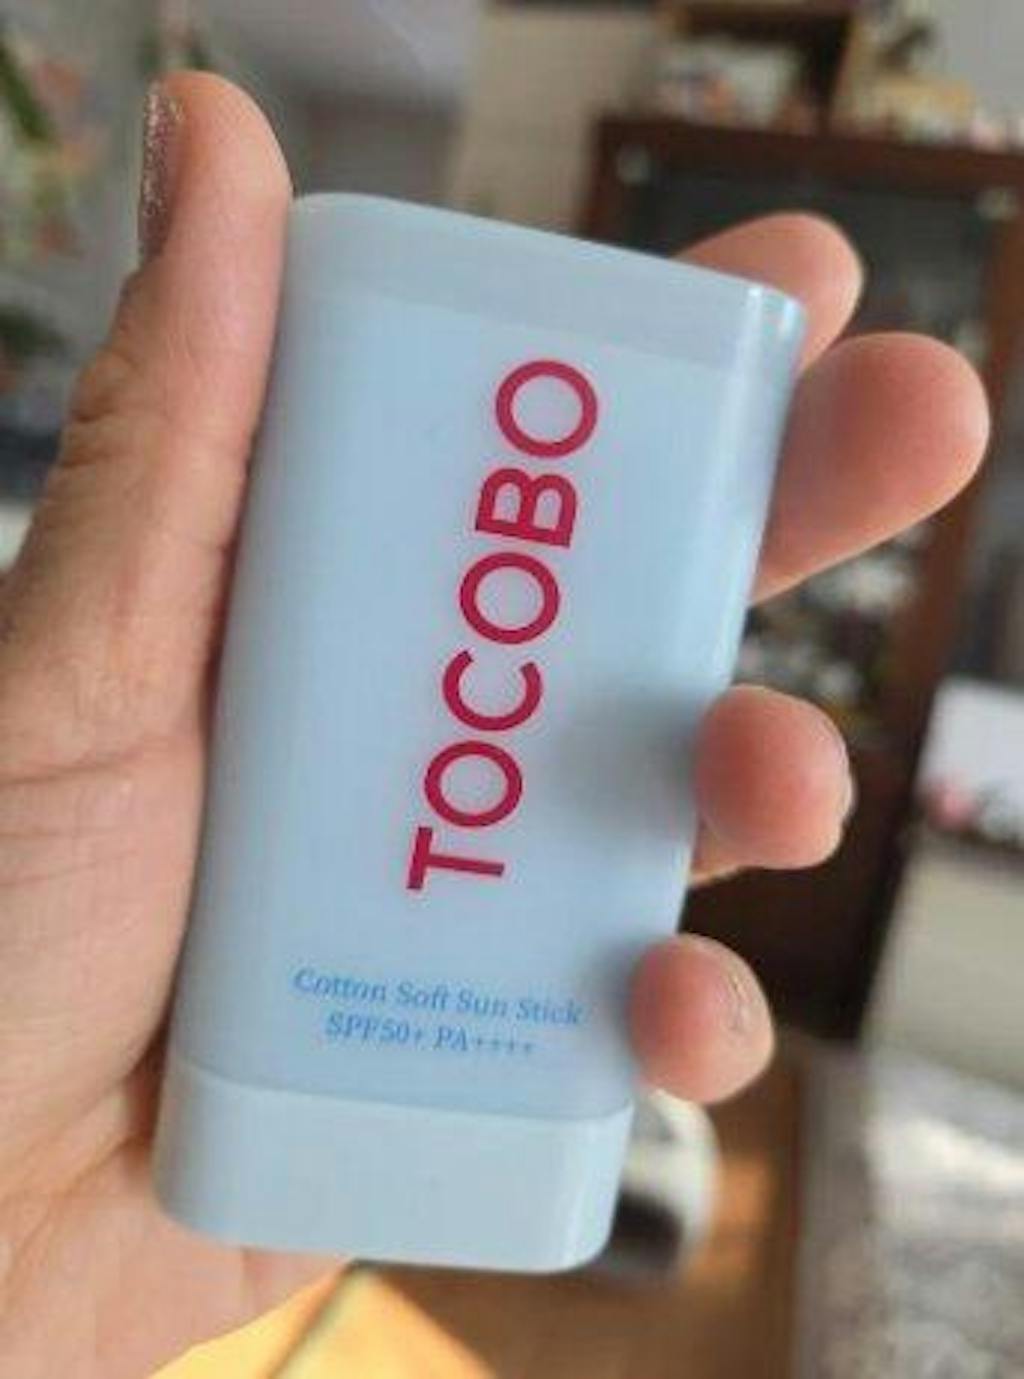 TOCOBO
Cotton Soft Sun Stick
SPF50+ PA++++